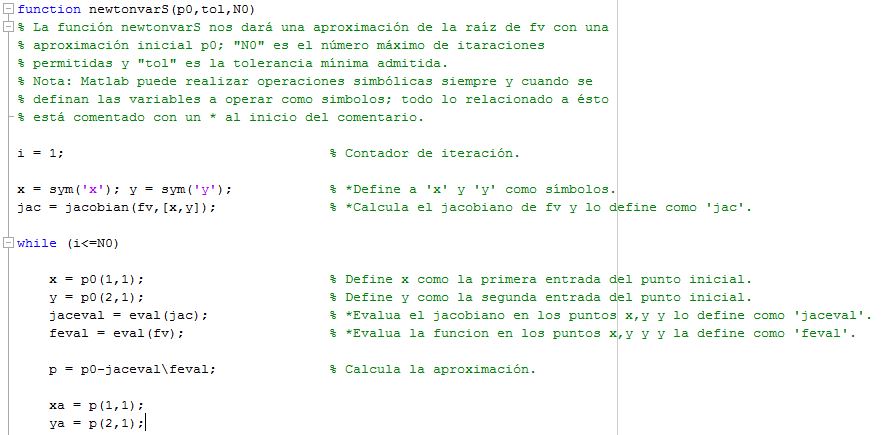 function newtonvarS(p0,tol,N0)
% La función newtonvarS nos dará una aproximación de la raíz de fv con una
% aproximación inicial p0; "N0" es el número máximo de itaraciones
% permitidas y "tol" es la tolerancia mínima admitida.
% Nota: Matlab puede realizar operaciones simbólicas siempre y cuando se
% definan las variables a operar como simbolos; todo lo relacionado a ésto
% está comentado con un * al inicio del comentario.
i = 1; % Contador de iteración.
x = sym('x'); y = sym('y'); % *Define a 'x' y 'y' como símbolos.
jac = jacobian(fv,[x,y]); % *Calcula el jacobiano de fv y lo define como 'jac'.
while (i<=N0)
x = p0(1,1); % Define x como la primera entrada del punto inicial.
y = p0(2,1); % Define y como la segunda entrada del punto inicial.
jaceval = eval(jac); % *Evalua el jacobiano en los puntos x,y y lo define como 'jaceval'.
feval = eval(fv); % *Evalua la funcion en los puntos x,y y y la define como 'feval'.
p = p0-jaceval\feval; % Calcula la aproximación.
xa = p(1,1);
ya = p(2,1);